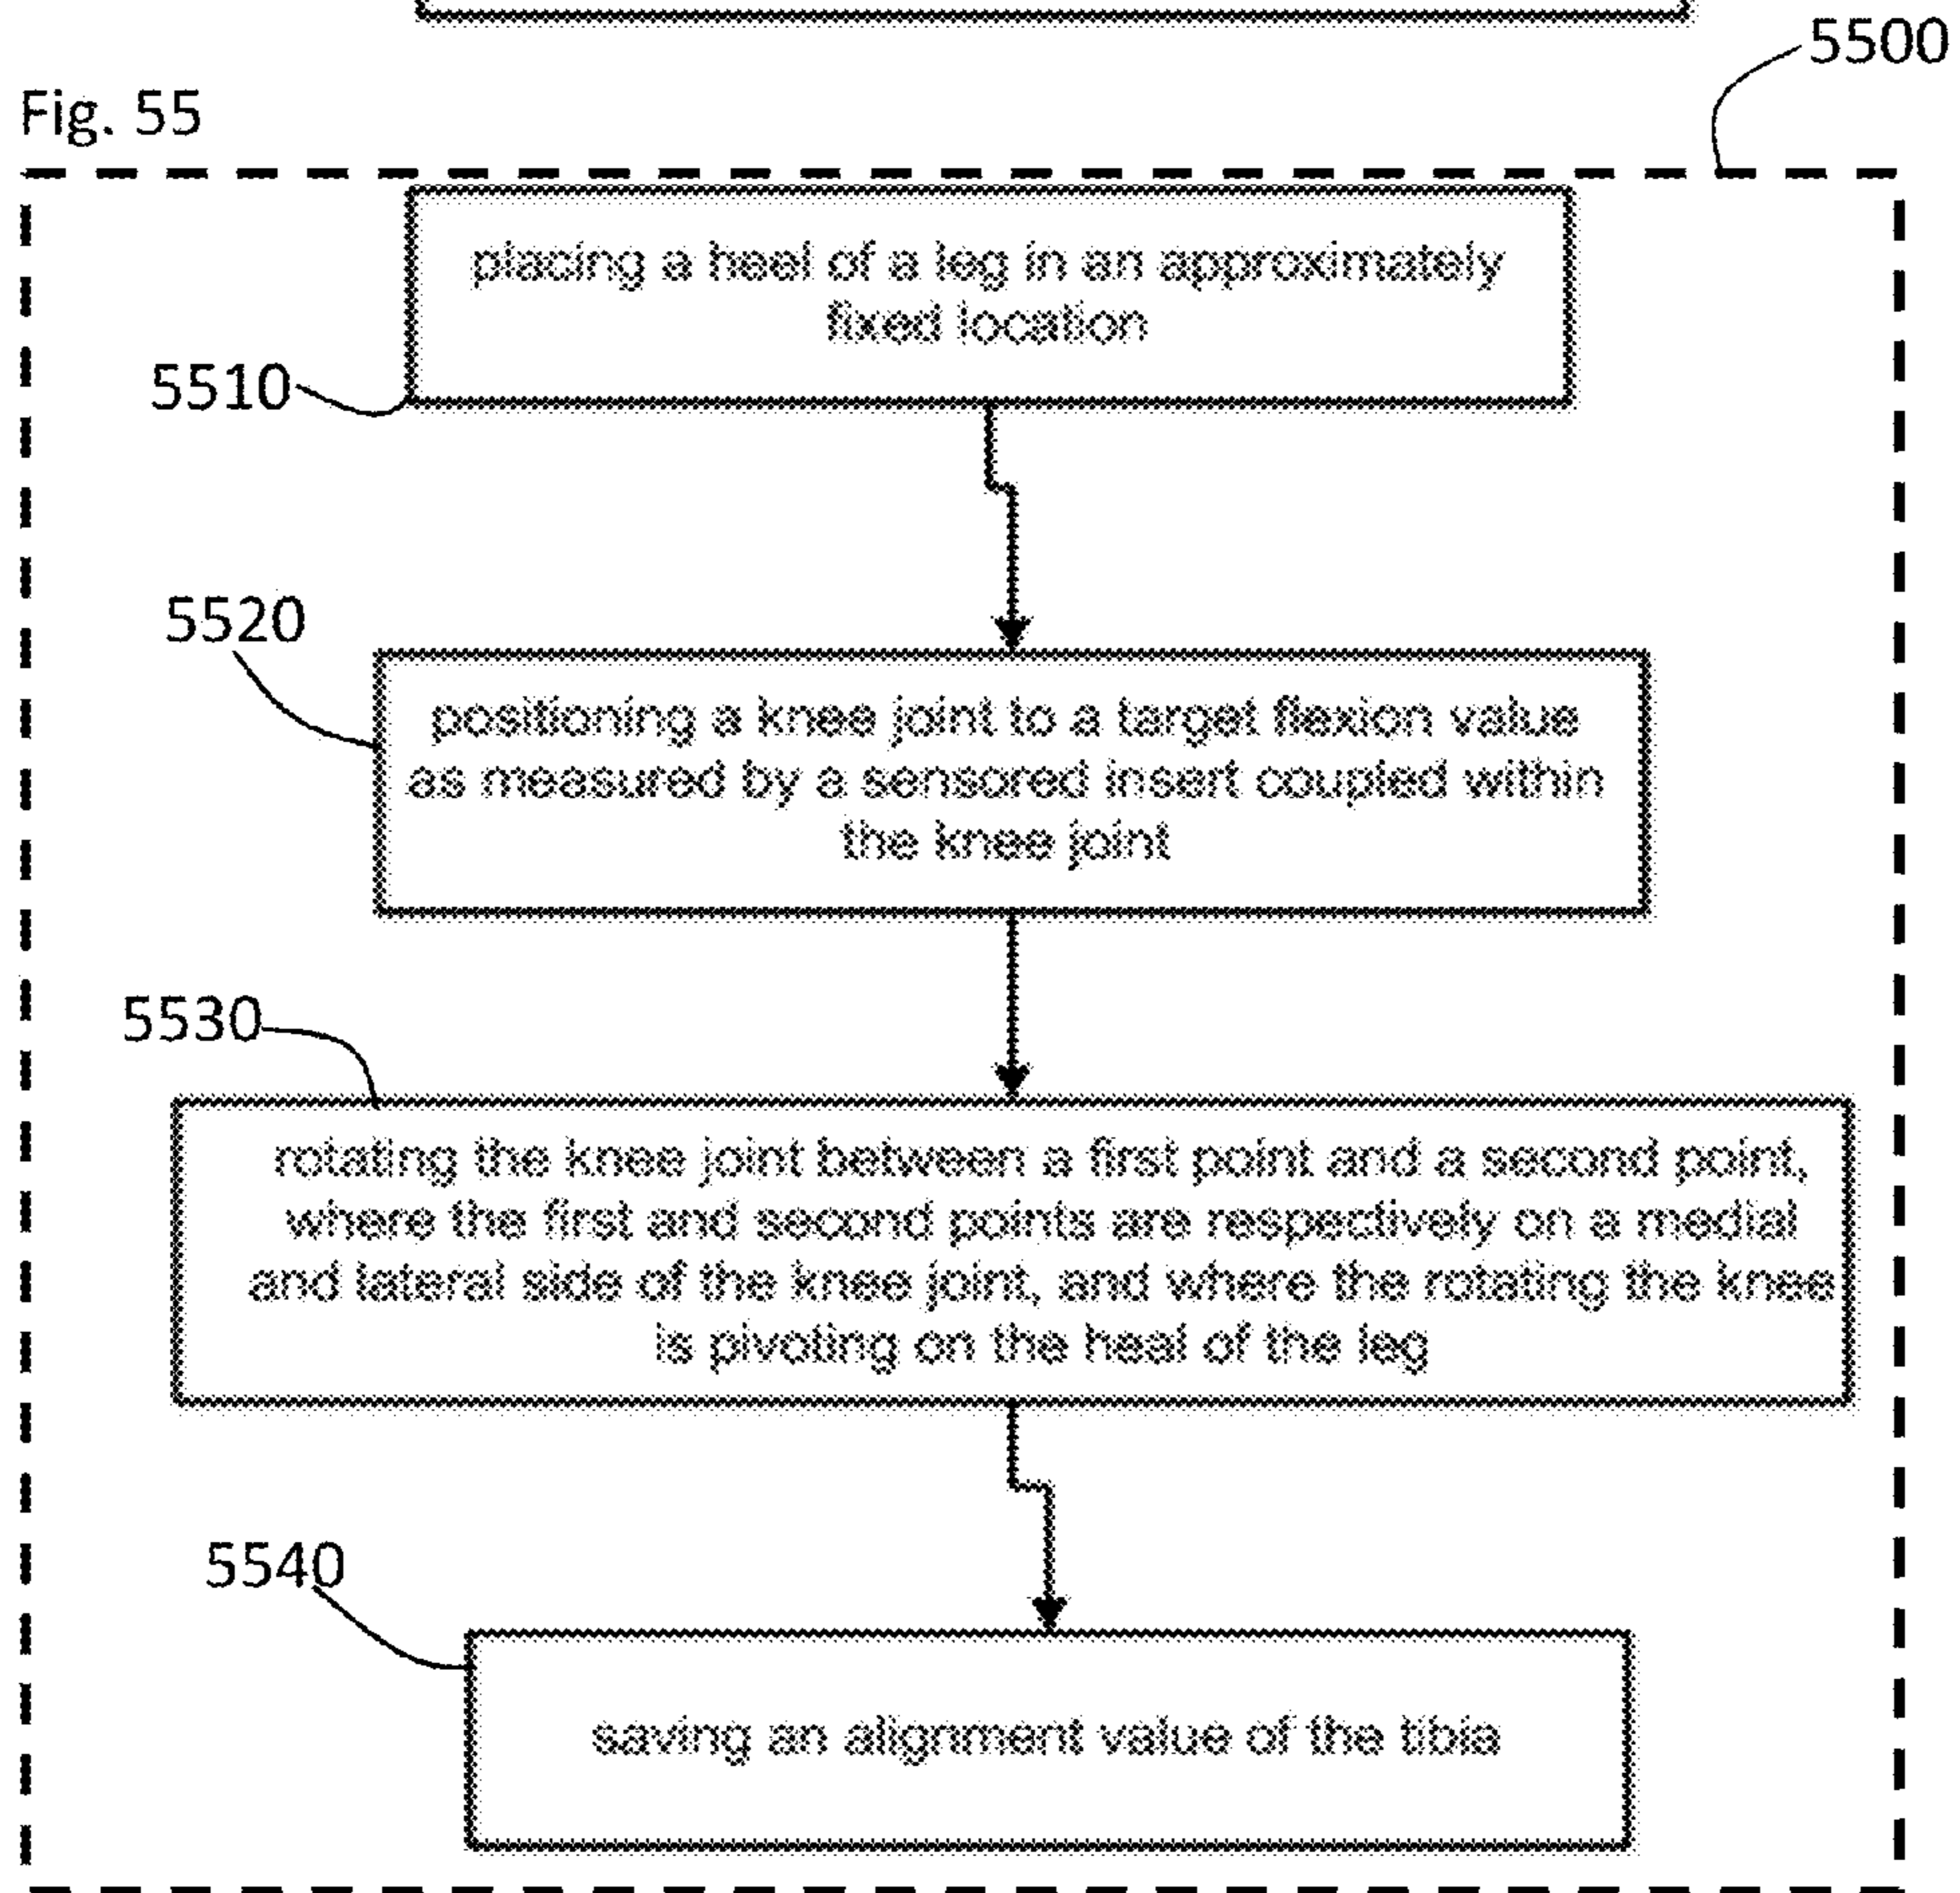 5500
Fig. 55
placing a heel of a leg in an approximately
fixed location
5510
5520
positioning a knee joint to a target flexion value
as measured by a sensored insert coupled within
the knee joint
5530
rotating the knee joint between a first point and a second point,
where the first and second points are respectively on a medial
and lateral side of the knee joint, and where the rotating the knee
is pivoting on the heal of the leg
5540
saving an alignment value of the tibia